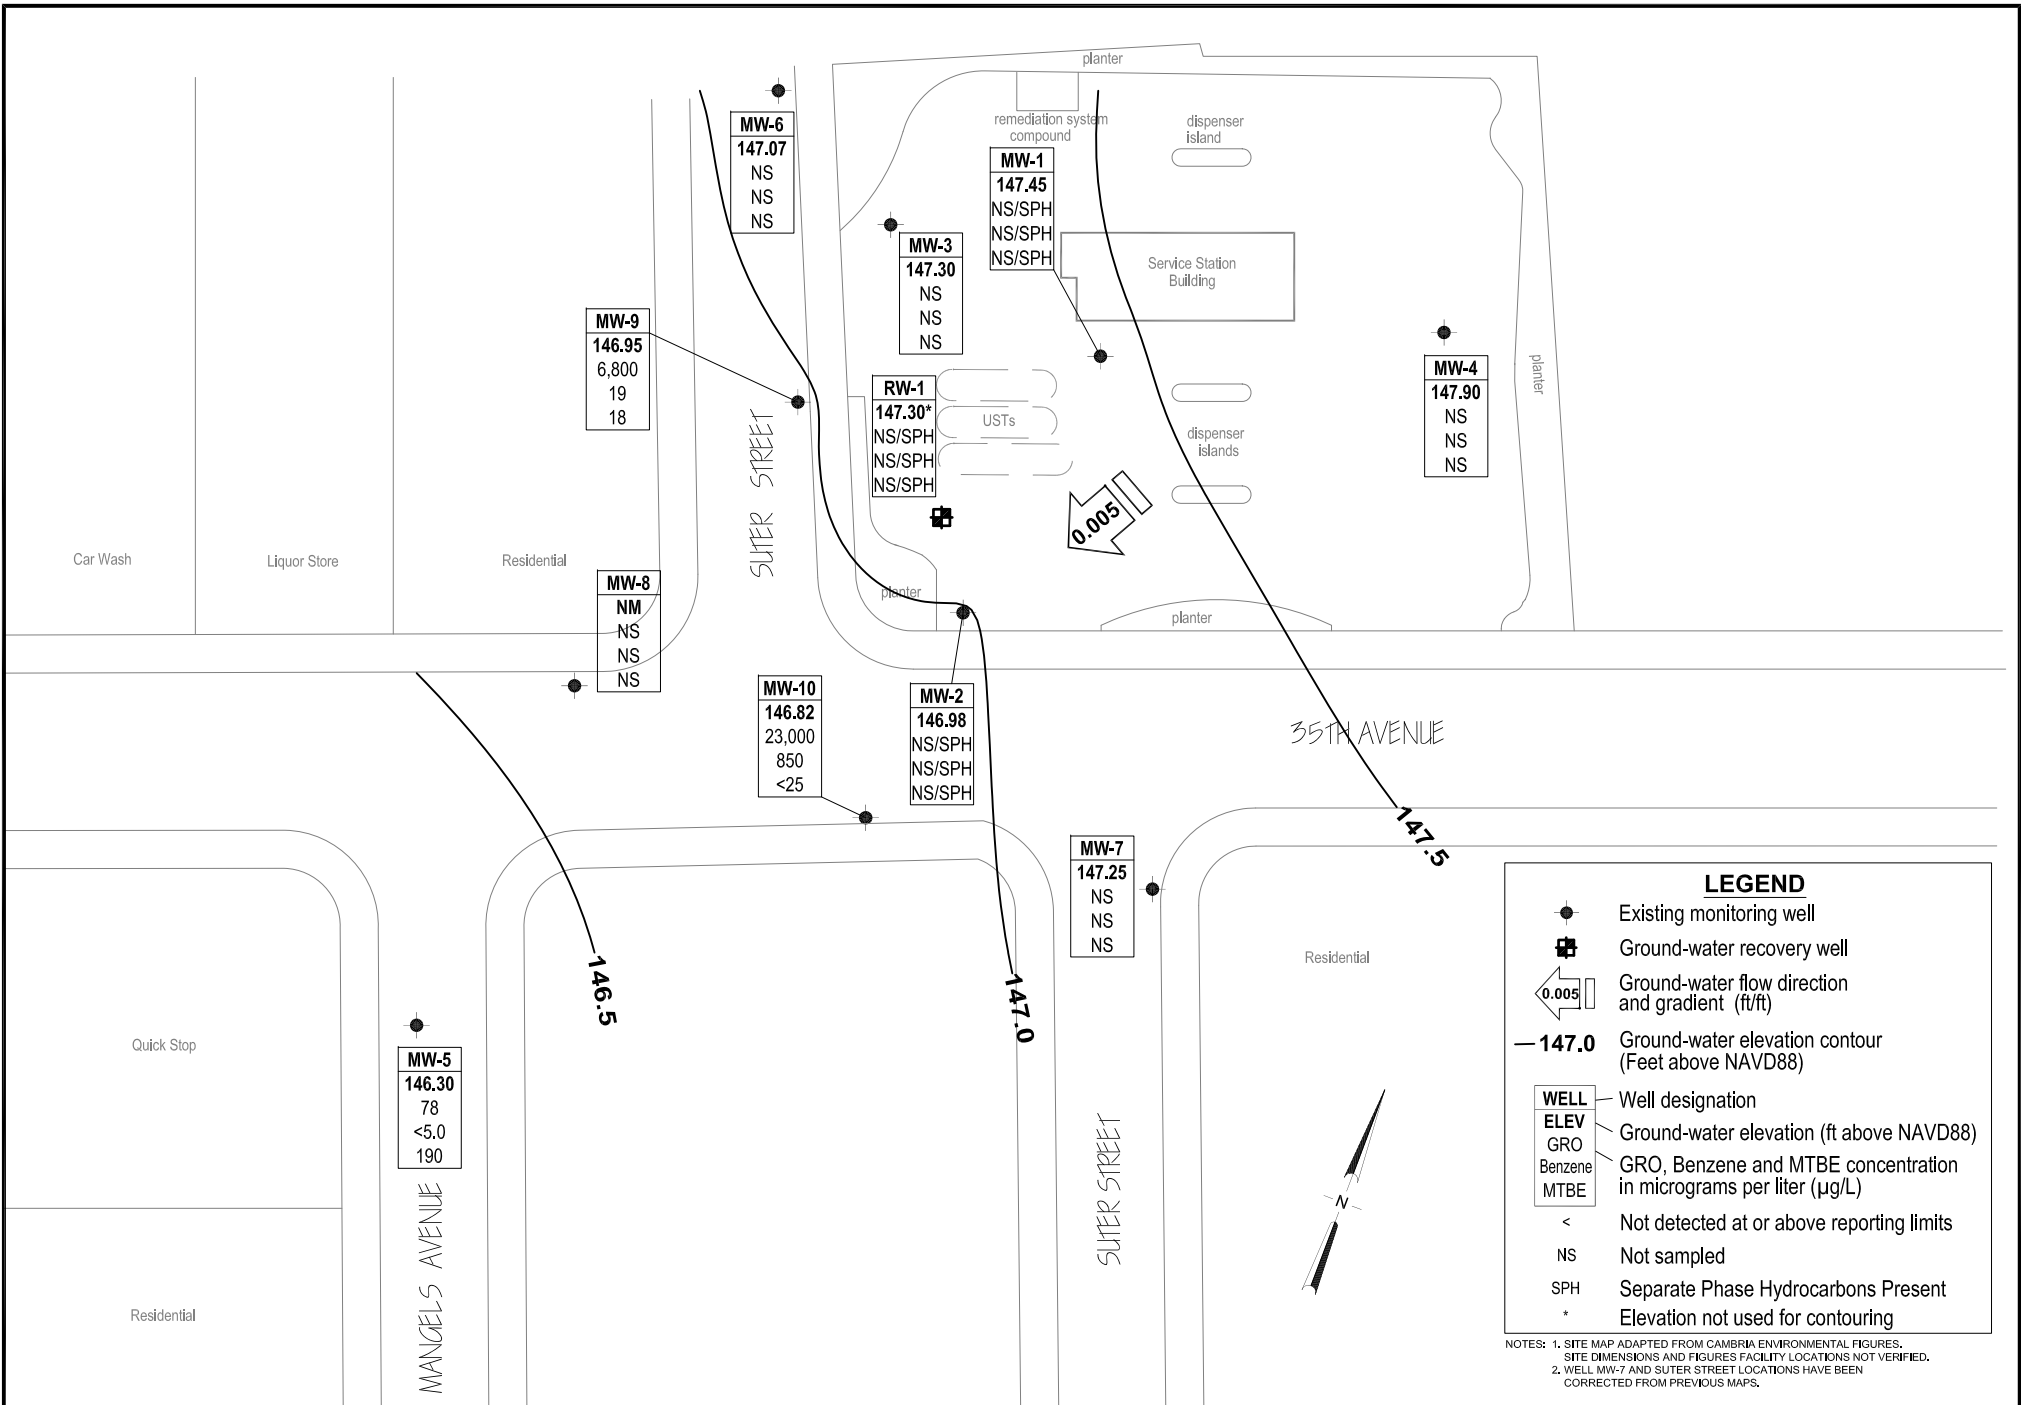 planter
remediation system
compound
dispenser
island
MW-6
147.07
NS
NS
NS
MW-1
147.45
NS/SPH
NS/SPH
NS/SPH
MW-3
147.30
NS
NS
NS
Service Station
Building
MW-9
146.95
6,800
19
18
MW-4
147.90
NS
NS
NS
planter
RW-1
147.30*
NS/SPH
NS/SPH
NS/SPH
USTs
dispenser
islands
SUTER STREET
0.005
Car Wash
Liquor Store
Residential
MW-8
NM
NS
NS
NS
planter
planter
MW-10
146.82
23,000
850
<25
MW-2
146.98
NS/SPH
NS/SPH
NS/SPH
35TH AVENUE
147.5
MW-7
147.25
NS
NS
NS
Residential
146.5
147.0
Quick Stop
MW-5
146.30
78
<5.0
190
MANGELS AVENUE
SUTER STREET
Residential
N
LEGEND
Existing monitoring well
Ground-water recovery well
0.005
Ground-water flow direction
and gradient (ft/ft)
147.0
Ground-water elevation contour
(Feet above NAVD88)
WELL
Well designation
ELEV
Ground-water elevation (ft above NAVD88)
GRO
Benzene
MTBE
GRO, Benzene and MTBE concentration
in micrograms per liter (µg/L)
< Not detected at or above reporting limits
NS Not sampled
SPH Separate Phase Hydrocarbons Present
* Elevation not used for contouring
NOTES: 1. SITE MAP ADAPTED FROM CAMBRIA ENVIRONMENTAL FIGURES.
SITE DIMENSIONS AND FIGURES FACILITY LOCATIONS NOT VERIFIED.
2. WELL MW-7 AND SUTER STREET LOCATIONS HAVE BEEN
CORRECTED FROM PREVIOUS MAPS.